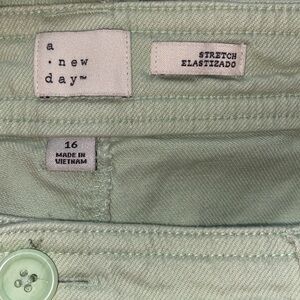 a
· new
day™
STRETCH
ELASTIZADO
16
MADE IN
VIETNAM